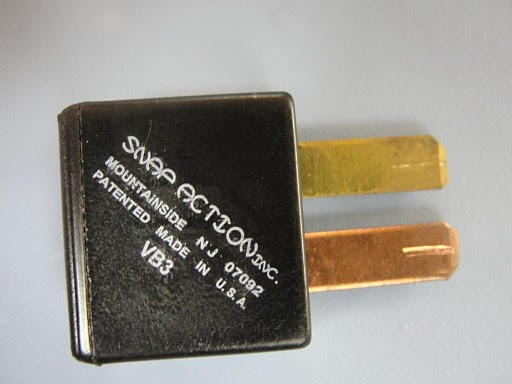 SNAP ACTION INC.
MOUNTAINSIDE NJ 07092
PATENTED MADE IN U.S.A.
VB3